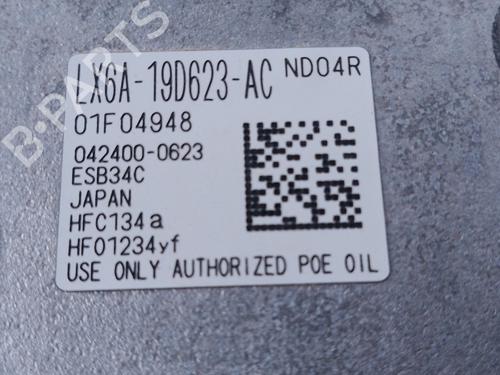 LX6A-19D623-AC ND04R
01F04948
042400-0623
ESB34C
JAPAN
HFC134a
HFO1234yf
USE ONLY AUTHORIZED POE OIL
B-PARTS